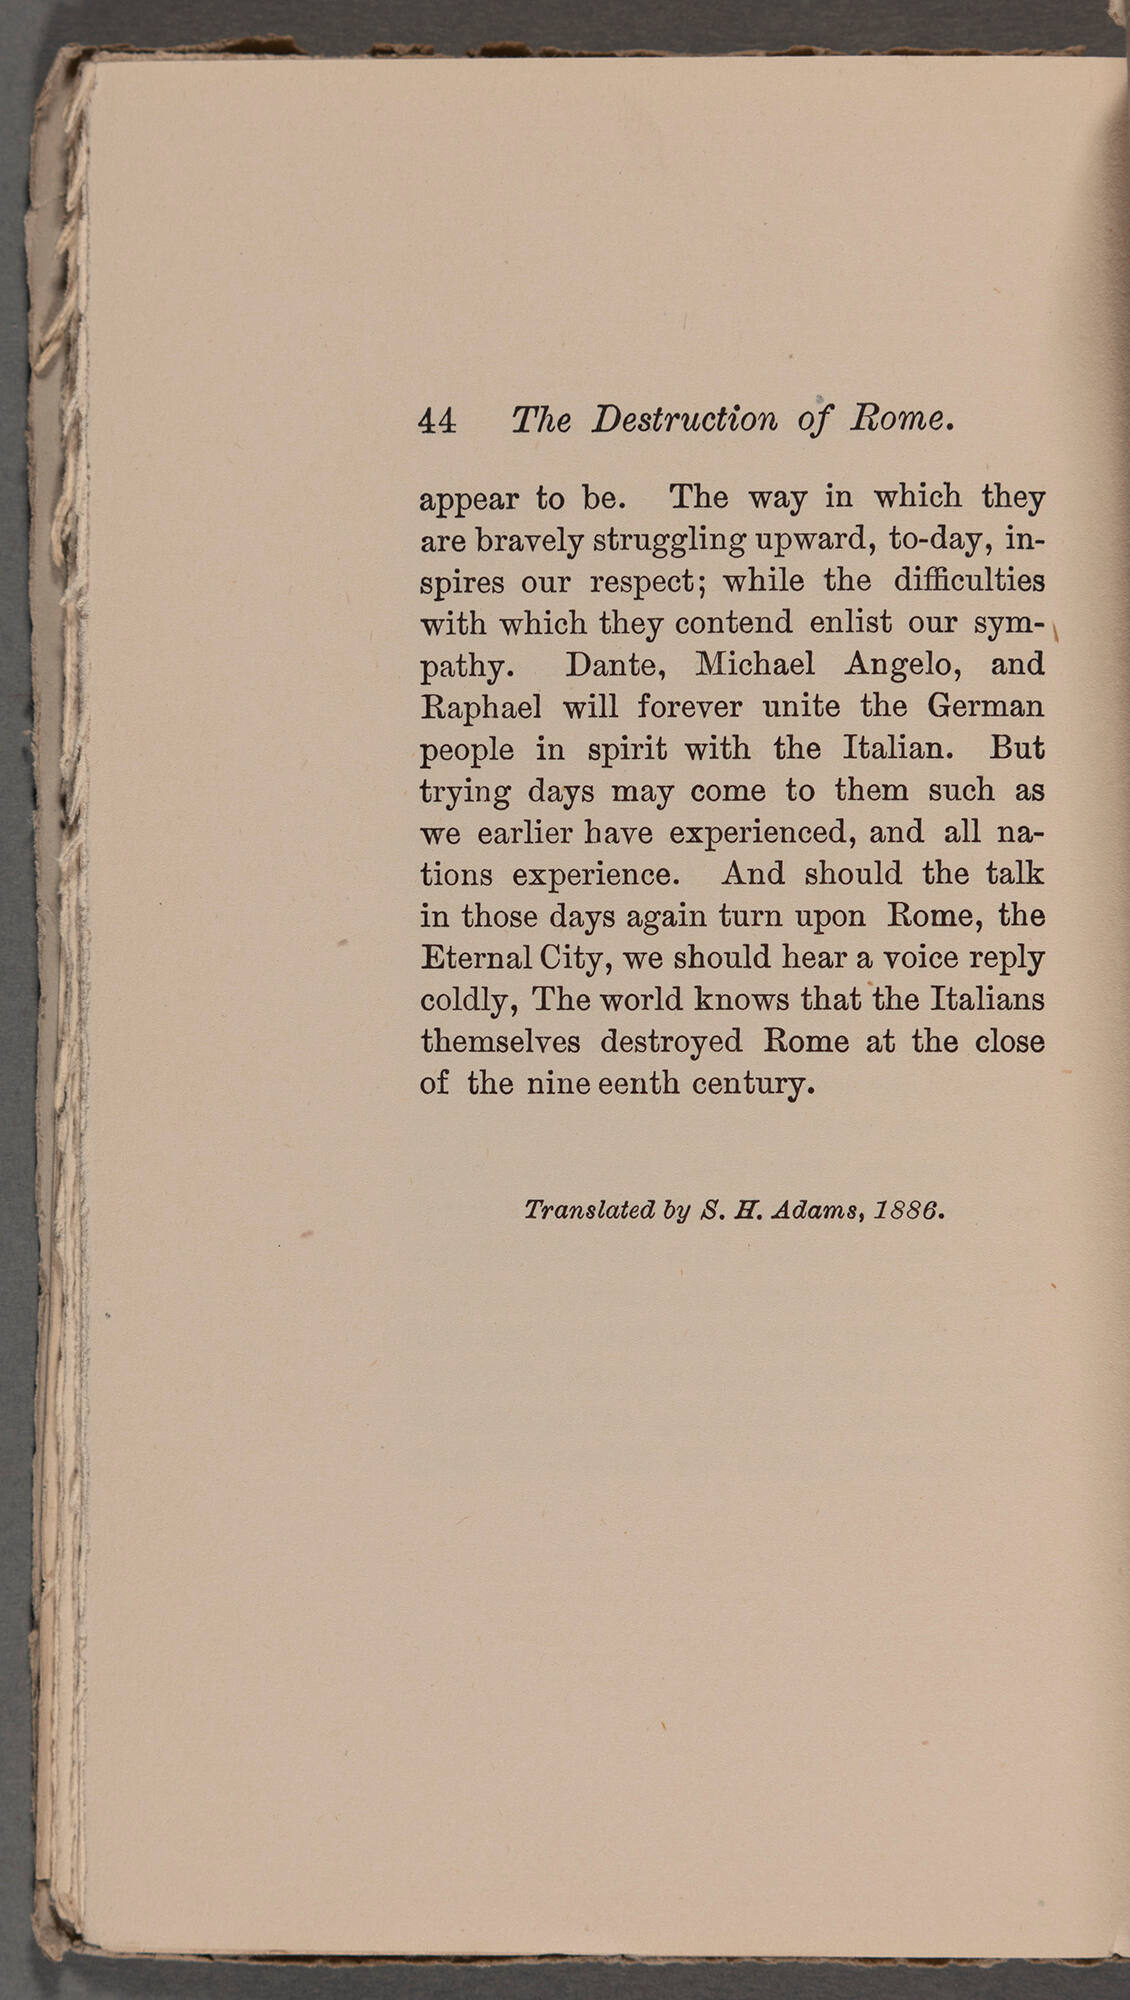 44 The Destruction of Rome.
appear to be. The way in which they
are bravely struggling upward, to-day, in-
spires our respect; while the difficulties
with which they contend enlist our sym-
pathy. Dante, Michael Angelo, and
Raphael will forever unite the German
people in spirit with the Italian. But
trying days may come to them such as
we earlier have experienced, and all na-
tions experience. And should the talk
in those days again turn upon Rome, the
Eternal City, we should hear a voice reply
coldly, The world knows that the Italians
themselves destroyed Rome at the close
of the nine eenth century.
Translated by S. H. Adams, 1886.